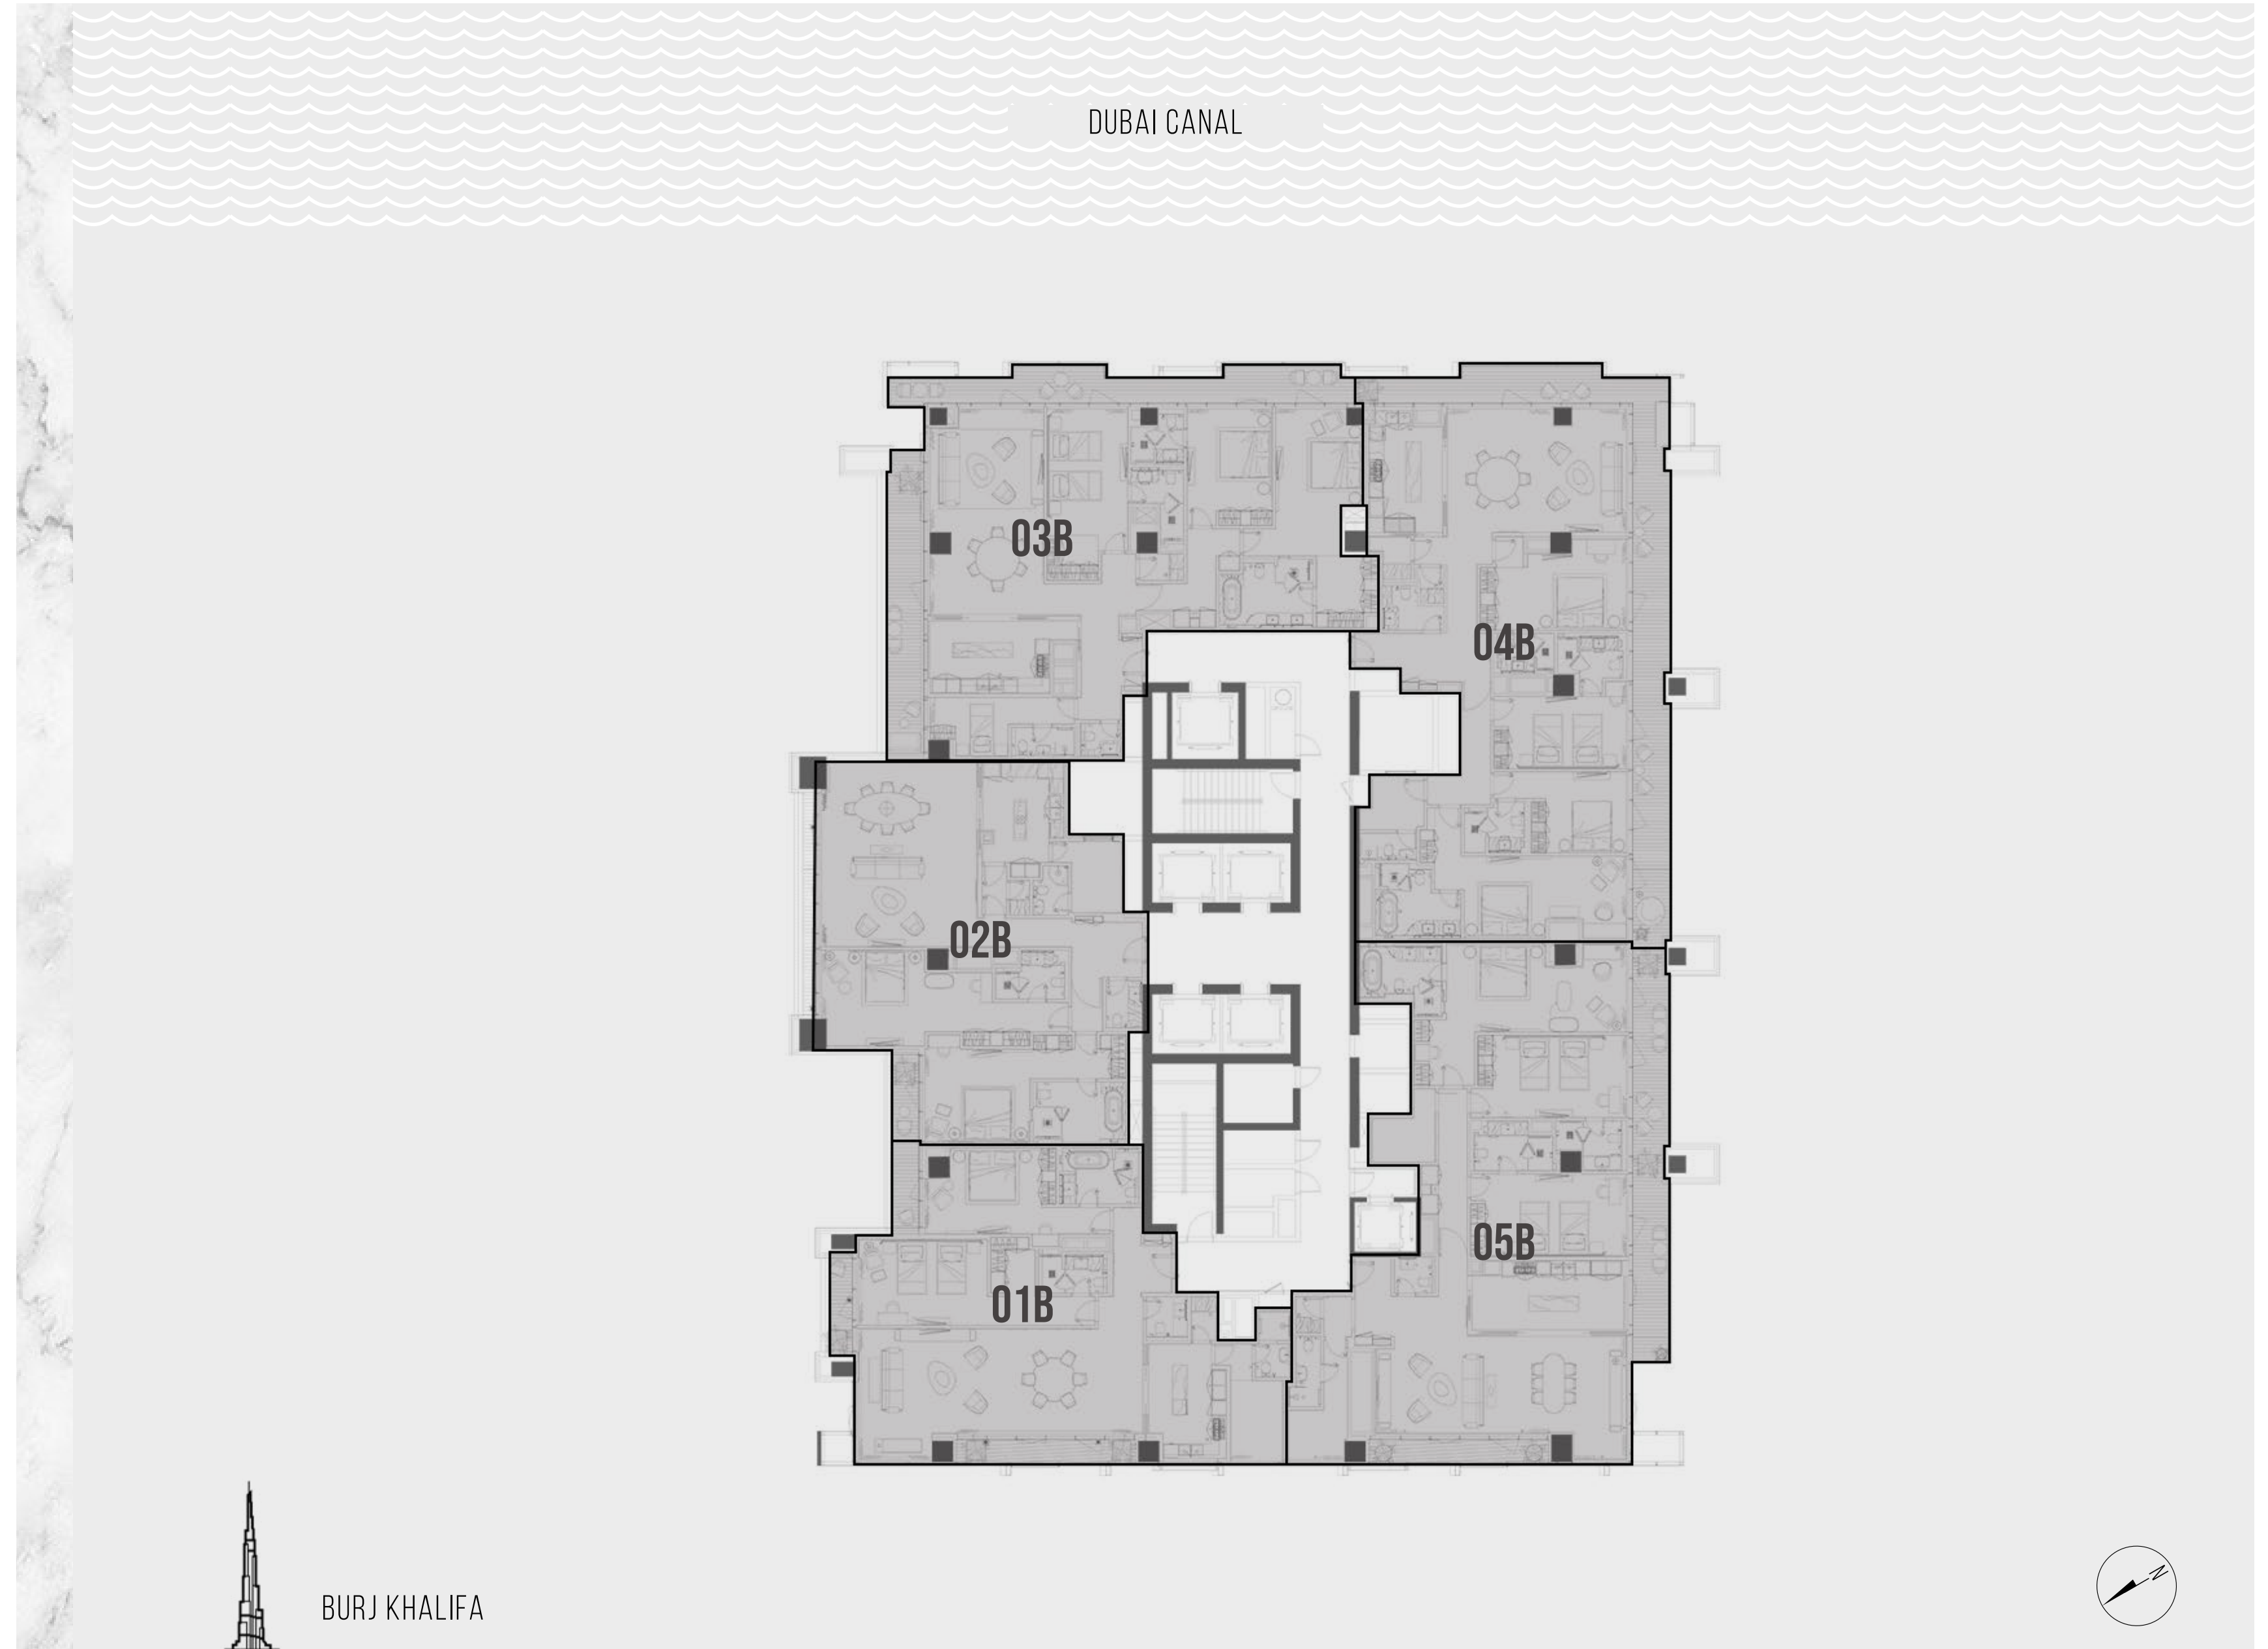 DUBAI CANAL
03B
04B
02B
05B
01B
BURJ KHALIFA
N